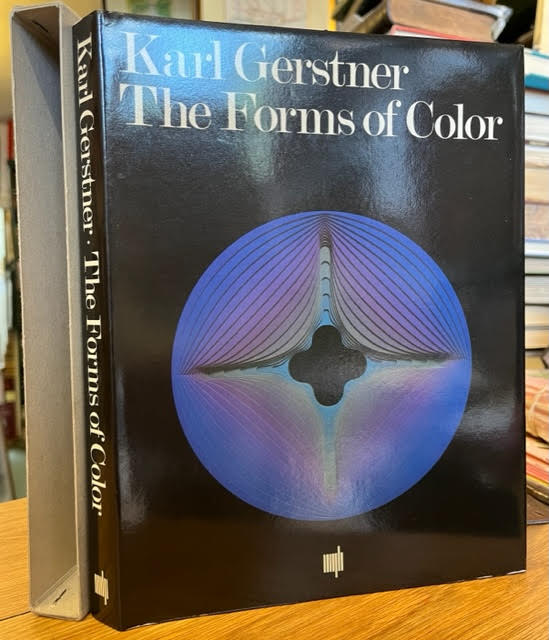 Karl Gerstner
The Forms of Color
Karl Gerstner · The Forms of Color